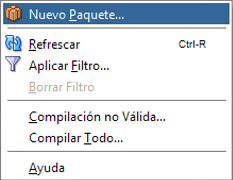 Nuevo Paquete...
Refrescar Ctrl-R
Aplicar Filtro...
Borrar Filtro
Compilación no Válida...
Compilar Todo...
Ayuda